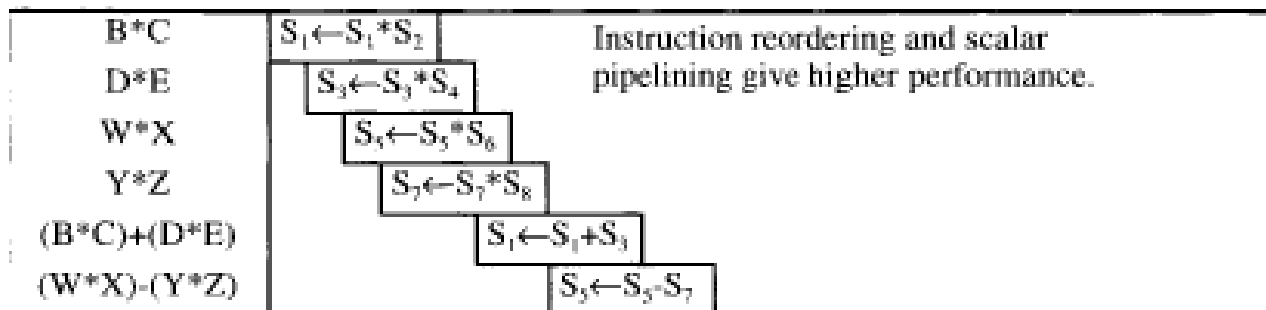 B*C S₁←S₁*S₂ Instruction reordering and scalar
pipelining give higher performance.
D*E S₃←S₃*S₄
W*X S₅←S₅*S₆
Y*Z S₇←S₇*S₈
(B*C)+(D*E) S₁←S₁+S₃
(W*X)-(Y*Z) S₅←S₅-S₇